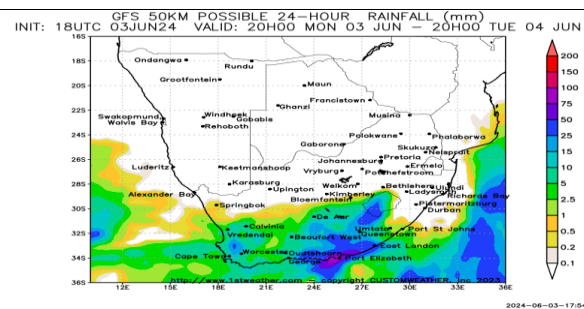 GFS 50KM POSSIBLE 24-HOUR RAINFALL (mm)
INIT: 18UTC 03JUN24 VALID: 20H00 MON 03 JUN – 20H00 TUE 04 JUN
16S
18S
20S
22S
24S
26S
28S
30S
32S
34S
36S
Ondangwa
Rundu
Grootfontein
Maun
Francistown
Ghanzi
Musina
Swakopmund
Windhoek
Gobabis
Walvis Bay
Rehoboth
Polokwane
Phalaborwa
Gaborone
Skukuza
Nelspruit
Johannesburg
Pretoria
Luderitz
Keetmanshoop
Vryburg
Potchefstroom
Ermelo
Karasburg
Upington
Welkom
Bethlehem
Ulundi
Alexander Bay
Kimberley
Ladysmith
Richards Bay
Springbok
Bloemfontein
Pietermaritzburg
De Aar
Durban
Calvinia
Umtata
Port St Johns
Vredendal
Beaufort West
Queenstown
East London
Cape Town
Worcester
Oudtshoorn
George
Port Elizabeth
http://www.1stweather.com – copyright CUSTOMWEATHER, Inc 2023
12E 15E 18E 21E 24E 27E 30E 33E 36E
200
150
100
75
50
25
15
10
5
2.5
1
0.5
0.2
0.1